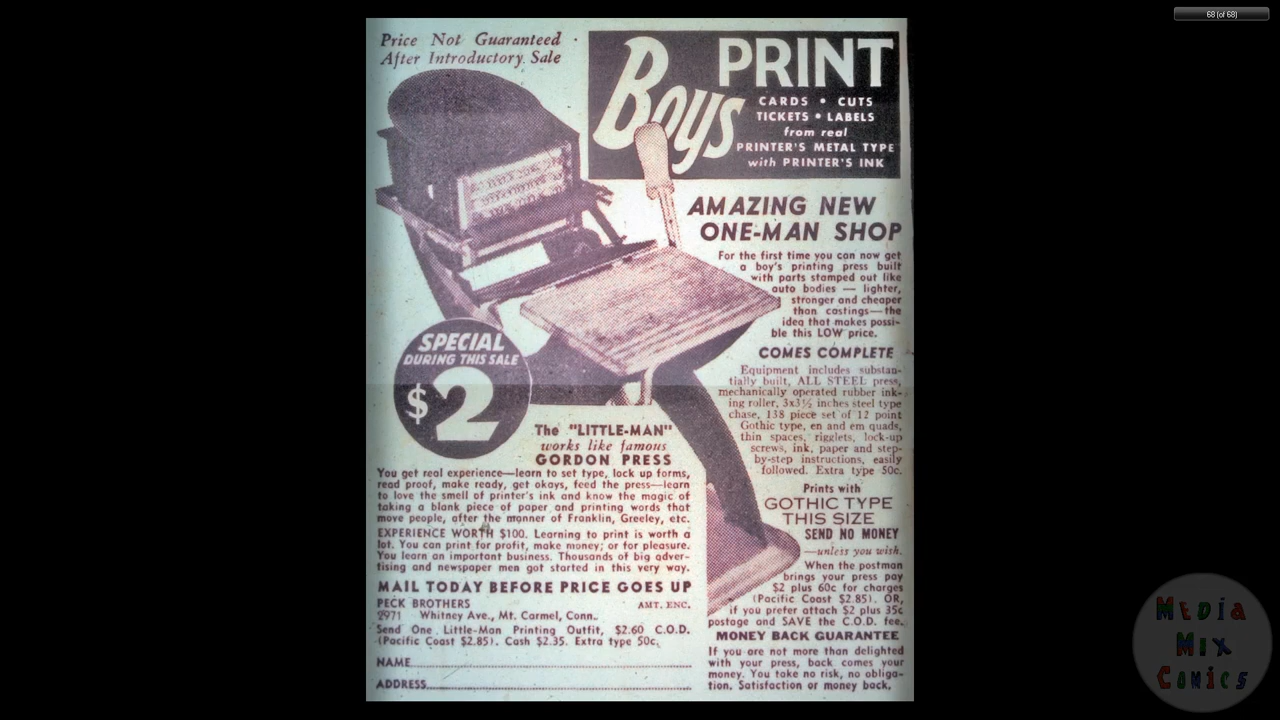 68 (of 68)
Price Not Guaranteed
After Introductory Sale
Boys
PRINT
CARDS • CUTS
TICKETS • LABELS
from real
PRINTER'S METAL TYPE
with PRINTER'S INK
AMAZING NEW
ONE-MAN SHOP
For the first time you can now get
a boy's printing press built
with parts stamped out like
auto bodies — lighter,
stronger and cheaper
than castings—the
idea that makes possi-
ble this LOW price.
COMES COMPLETE
Equipment includes substan-
tially built, ALL STEEL press,
mechanically operated rubber ink-
ing roller, 3x3½ inches steel type
chase, 138 piece set of 12 point
Gothic type, en and em quads,
thin spaces, rigglets, lock-up
screws, ink, paper and step-
by-step instructions, easily
followed. Extra type 50c.
Prints with
GOTHIC TYPE
THIS SIZE
SEND NO MONEY
—unless you wish.
When the postman
brings your press pay
$2 plus 60c for charges
(Pacific Coast $2.85). OR,
if you prefer attach $2 plus 35c
postage and SAVE the C.O.D. fee.
MONEY BACK GUARANTEE
If you are not more than delighted
with your press, back comes your
money. You take no risk, no obliga-
tion. Satisfaction or money back.
SPECIAL
DURING THIS SALE
$2
The "LITTLE-MAN"
works like famous
GORDON PRESS
You get real experience—learn to set type, lock up forms,
read proof, make ready, get okays, feed the press—learn
to love the smell of printer's ink and know the magic of
taking a blank piece of paper and printing words that
move people, after the manner of Franklin, Greeley, etc.
EXPERIENCE WORTH $100. Learning to print is worth a
lot. You can print for profit, make money; or for pleasure.
You learn an important business. Thousands of big adver-
tising and newspaper men got started in this very way.
MAIL TODAY BEFORE PRICE GOES UP
PECK BROTHERS AMT. ENC.
2971 Whitney Ave., Mt. Carmel, Conn.
Send One Little-Man Printing Outfit, $2.60 C.O.D.
(Pacific Coast $2.85). Cash $2.35. Extra type 50c.
NAME
ADDRESS
MEDiA
MiX
COMiCS